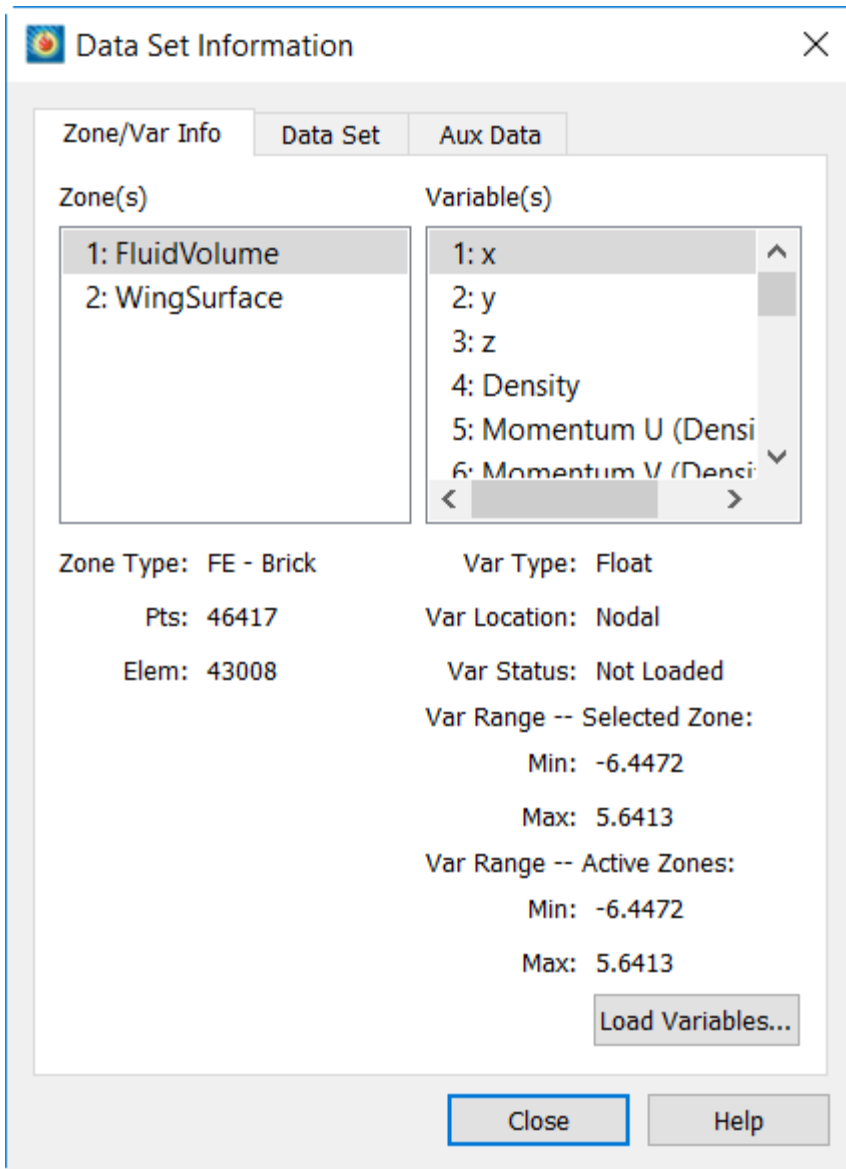 Data Set Information
Zone/Var Info
Data Set
Aux Data
Zone(s)
1: FluidVolume
2: WingSurface
Variable(s)
1: x
2: y
3: z
4: Density
5: Momentum U (Densi
6: Momentum V (Densi
Zone Type: FE - Brick
Pts: 46417
Elem: 43008
Var Type: Float
Var Location: Nodal
Var Status: Not Loaded
Var Range -- Selected Zone:
Min: -6.4472
Max: 5.6413
Var Range -- Active Zones:
Min: -6.4472
Max: 5.6413
Load Variables...
Close
Help